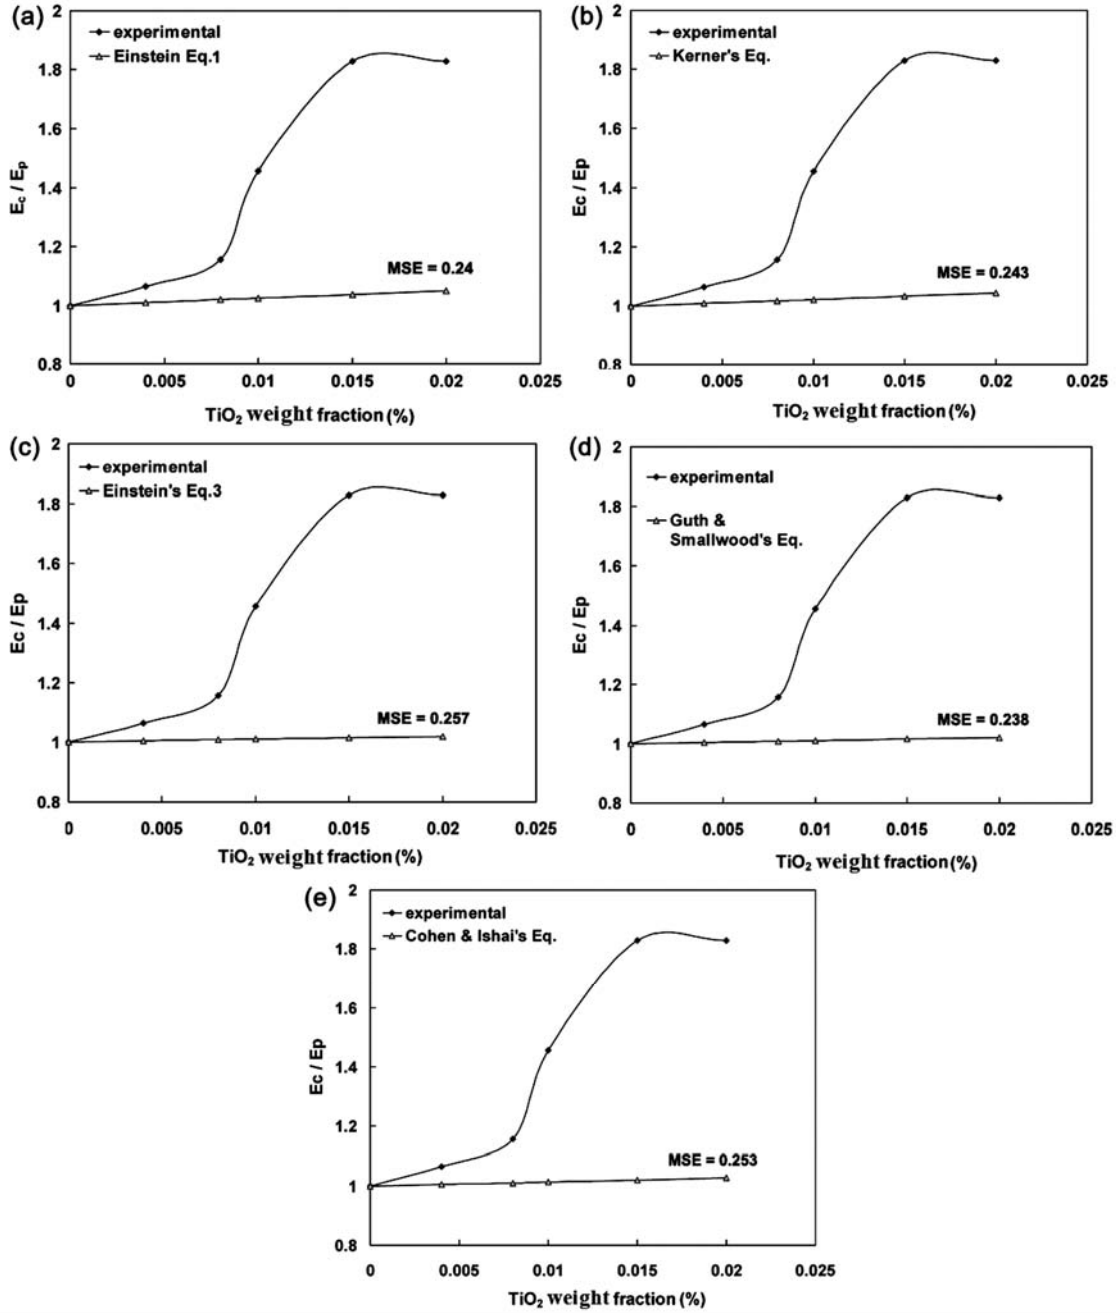 (a)
2
1.8
1.6
1.4
1.2
1
0.8
E_c / E_p
experimental
Einstein Eq.1
MSE = 0.24
0 0.005 0.01 0.015 0.02 0.025
TiO₂ weight fraction (%)
(b)
2
1.8
1.6
1.4
1.2
1
0.8
Ec / Ep
experimental
Kerner's Eq.
MSE = 0.243
0 0.005 0.01 0.015 0.02 0.025
TiO₂ weight fraction (%)
(c)
2
1.8
1.6
1.4
1.2
1
0.8
Ec / Ep
experimental
Einstein's Eq.3
MSE = 0.257
0 0.005 0.01 0.015 0.02 0.025
TiO₂ weight fraction (%)
(d)
2
1.8
1.6
1.4
1.2
1
0.8
Ec / Ep
experimental
Guth &
Smallwood's Eq.
MSE = 0.238
0 0.005 0.01 0.015 0.02 0.025
TiO₂ weight fraction (%)
(e)
2
1.8
1.6
1.4
1.2
1
0.8
Ec / Ep
experimental
Cohen & Ishai's Eq.
MSE = 0.253
0 0.005 0.01 0.015 0.02 0.025
TiO₂ weight fraction (%)